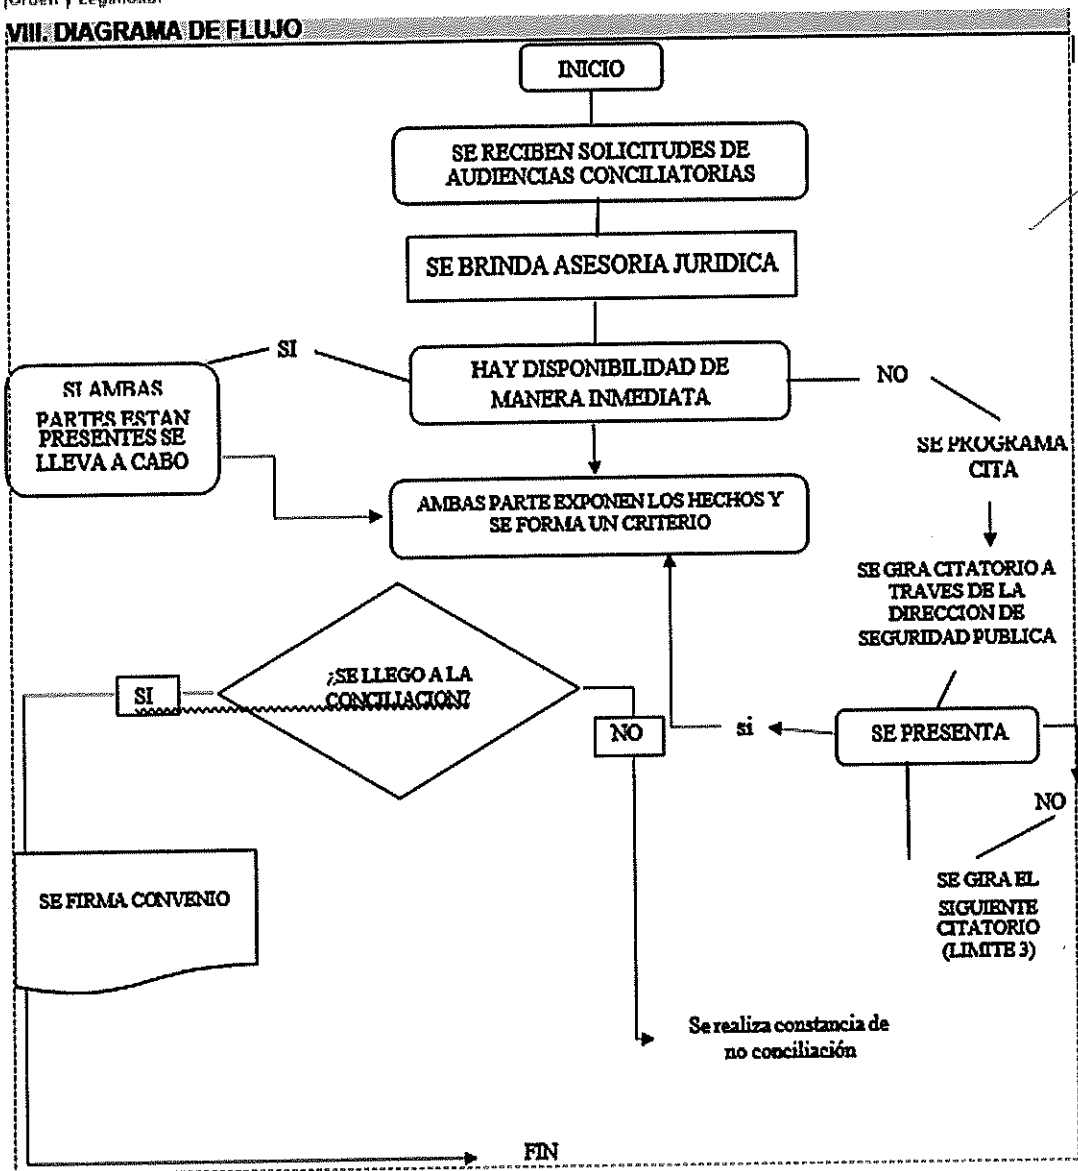 Orden y Legalidad.
VIII. DIAGRAMA DE FLUJO
INICIO
SE RECIBEN SOLICITUDES DE
AUDIENCIAS CONCILIATORIAS
SE BRINDA ASESORIA JURIDICA
SI
HAY DISPONIBILIDAD DE
MANERA INMEDIATA
NO
SI AMBAS
PARTES ESTAN
PRESENTES SE
LLEVA A CABO
SE PROGRAMA
CITA
AMBAS PARTE EXPONEN LOS HECHOS Y
SE FORMA UN CRITERIO
SE GIRA CITATORIO A
TRAVES DE LA
DIRECCION DE
SEGURIDAD PUBLICA
¿SE LLEGO A LA
CONCILIACION?
SI
NO
si
SE PRESENTA
NO
SE GIRA EL
SIGUIENTE
CITATORIO
(LIMITE 3)
SE FIRMA CONVENIO
Se realiza constancia de
no conciliación
FIN